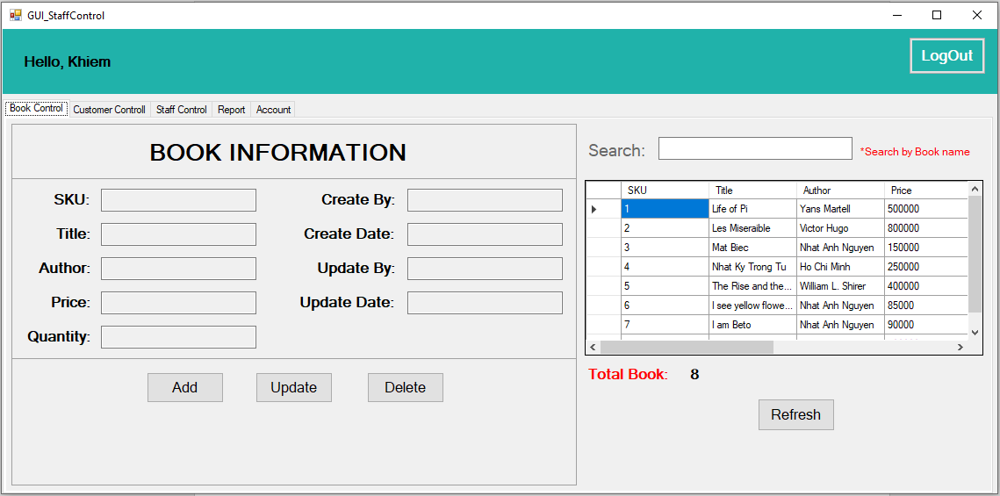 GUI_StaffControl
Hello, Khiem
LogOut
Book Control Customer Controll Staff Control Report Account
BOOK INFORMATION
SKU:
Create By:
Title:
Create Date:
Author:
Update By:
Price:
Update Date:
Quantity:
Add Update Delete
Search:
*Search by Book name
SKU Title Author Price
1 Life of Pi Yans Martell 500000
2 Les Miseraible Victor Hugo 800000
3 Mat Biec Nhat Anh Nguyen 150000
4 Nhat Ky Trong Tu Ho Chi Minh 250000
5 The Rise and the... William L. Shirer 400000
6 I see yellow flowe... Nhat Anh Nguyen 85000
7 I am Beto Nhat Anh Nguyen 90000
Total Book: 8
Refresh